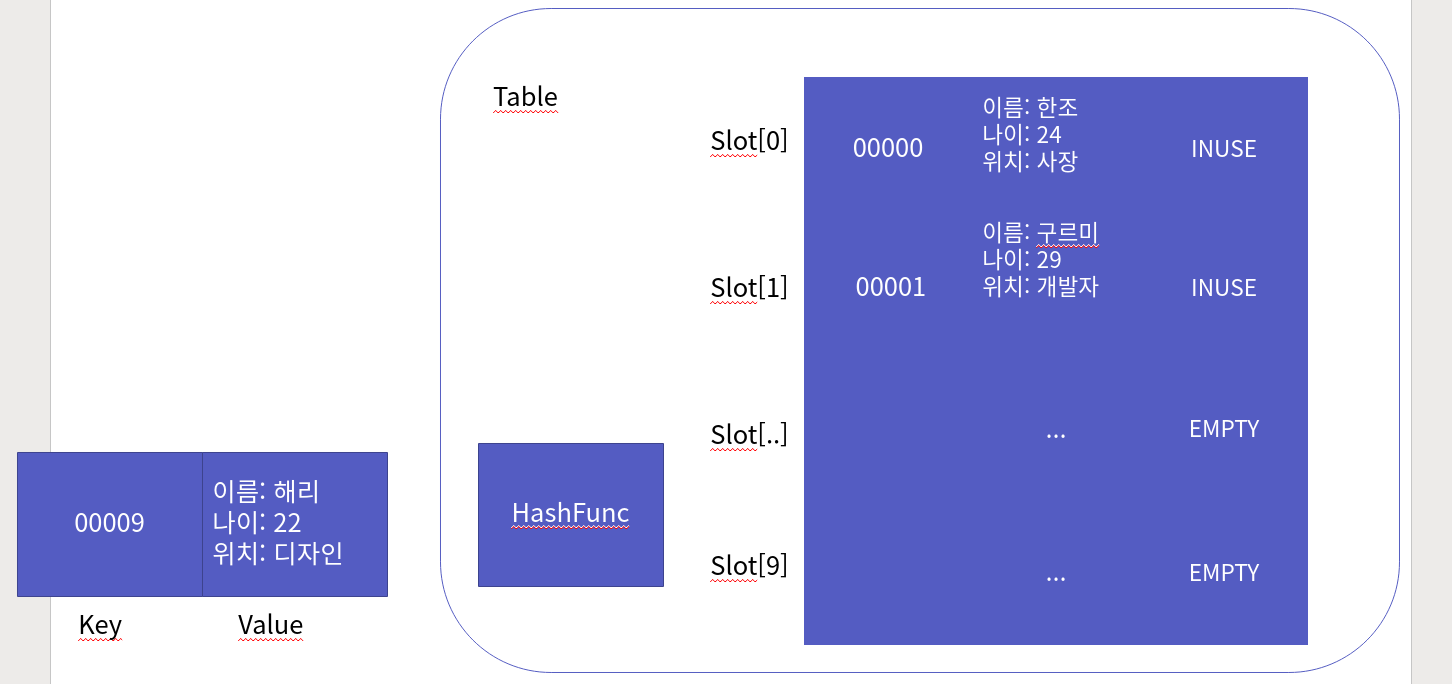 Table
Slot[0]
00000
이름: 한조
나이: 24
위치: 사장
INUSE
Slot[1]
00001
이름: 구르미
나이: 29
위치: 개발자
INUSE
Slot[..]
...
EMPTY
Slot[9]
...
EMPTY
HashFunc
00009
이름: 해리
나이: 22
위치: 디자인
Key
Value